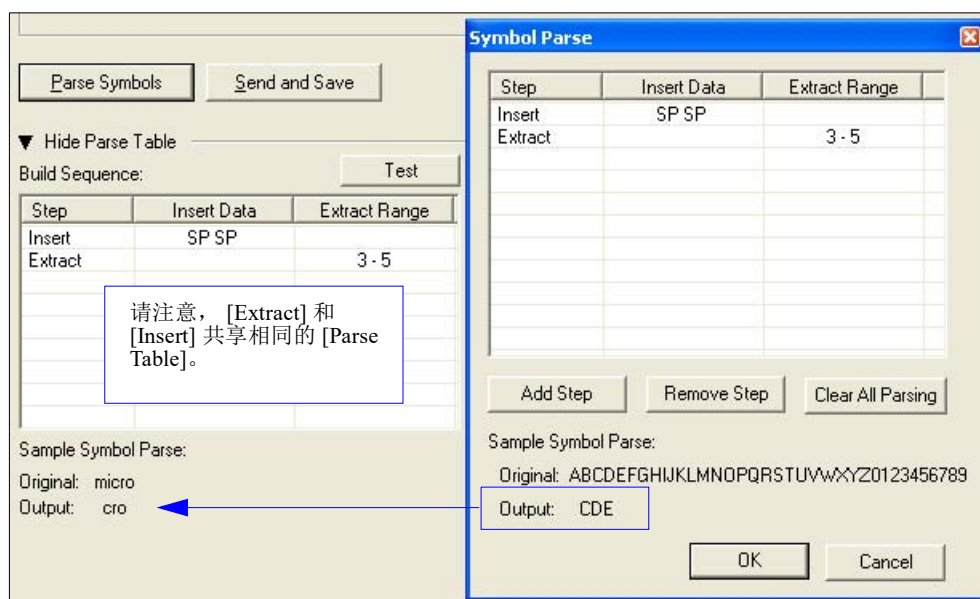 Parse Symbols
Send and Save
▼ Hide Parse Table
Build Sequence:
Test
Step Insert Data Extract Range
Insert SP SP
Extract 3 - 5
请注意， [Extract] 和
[Insert] 共享相同的 [Parse
Table]。
Sample Symbol Parse:
Original: micro
Output: cro
Symbol Parse
Step Insert Data Extract Range
Insert SP SP
Extract 3 - 5
Add Step
Remove Step
Clear All Parsing
Sample Symbol Parse:
Original: ABCDEFGHIJKLMNOPQRSTUVWXYZ0123456789
Output: CDE
OK
Cancel